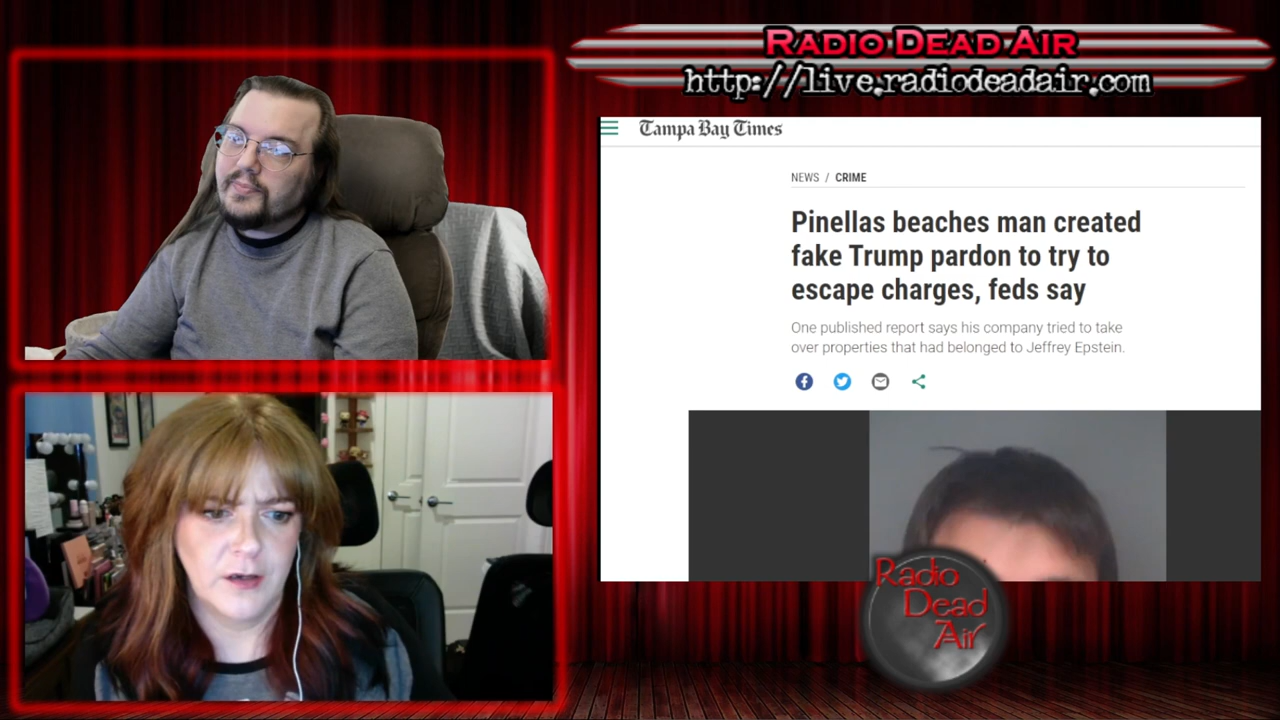 Radio Dead Air
http://live.radiodeadair.com
Tampa Bay Times
NEWS / CRIME
Pinellas beaches man created
fake Trump pardon to try to
escape charges, feds say
One published report says his company tried to take
over properties that had belonged to Jeffrey Epstein.
Radio
Dead
Air